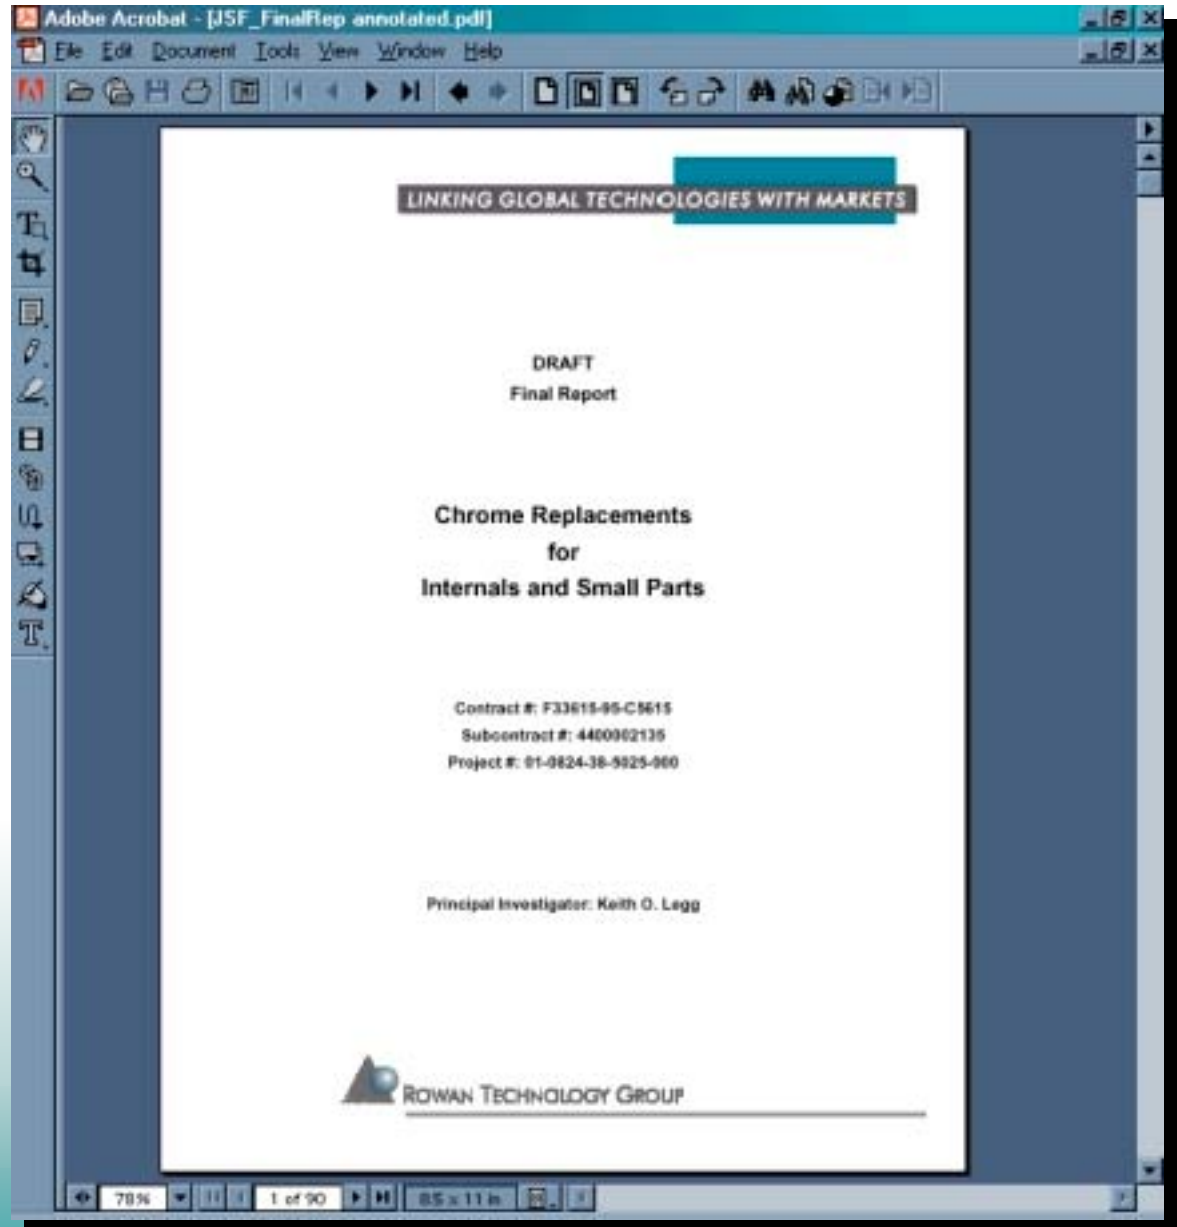 Adobe Acrobat - [JSF_FinalRep annotated.pdf]
File Edit Document Tools View Window Help
LINKING GLOBAL TECHNOLOGIES WITH MARKETS
DRAFT
Final Report
Chrome Replacements
for
Internals and Small Parts
Contract #: F33615-95-C5615
Subcontract #: 4400002135
Project #: 01-0824-38-5025-000
Principal Investigator: Keith O. Legg
ROWAN TECHNOLOGY GROUP
78% 1 of 90 8.5 x 11 in